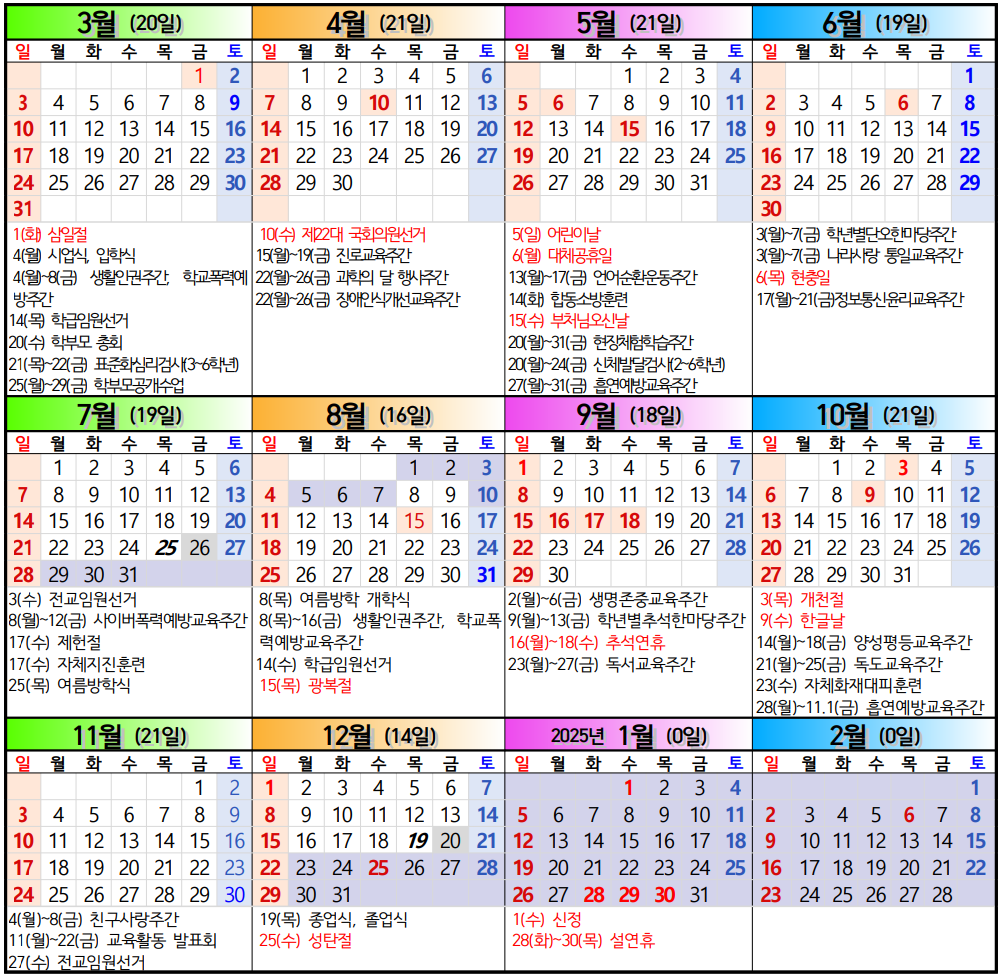 3월 (20일)
일 월 화 수 목 금 토
1 2
3 4 5 6 7 8 9
10 11 12 13 14 15 16
17 18 19 20 21 22 23
24 25 26 27 28 29 30
31
1(화) 삼일절
4(월) 시업식, 입학식
4(월)~8(금) 생활인권주간, 학교폭력예
방주간
14(목) 학급임원선거
20(수) 학부모 총회
21(목)~22(금) 표준화심리검사(3~6학년)
25(월)~29(금) 학부모공개수업
4월 (21일)
일 월 화 수 목 금 토
1 2 3 4 5 6
7 8 9 10 11 12 13
14 15 16 17 18 19 20
21 22 23 24 25 26 27
28 29 30
10(수) 제22대 국회의원선거
15(월)~19(금) 진로교육주간
22(월)~26(금) 과학의 달 행사주간
22(월)~26(금) 장애인식개선교육주간
5월 (21일)
일 월 화 수 목 금 토
1 2 3 4
5 6 7 8 9 10 11
12 13 14 15 16 17 18
19 20 21 22 23 24 25
26 27 28 29 30 31
5(일) 어린이날
6(월) 대체공휴일
13(월)~17(금) 언어순환운동주간
14(화) 합동소방훈련
15(수) 부처님오신날
20(월)~31(금) 현장체험학습주간
20(월)~24(금) 신체발달검사(2~6학년)
27(월)~31(금) 흡연예방교육주간
6월 (19일)
일 월 화 수 목 금 토
1
2 3 4 5 6 7 8
9 10 11 12 13 14 15
16 17 18 19 20 21 22
23 24 25 26 27 28 29
30
3(월)~7(금) 학년별단오한마당주간
3(월)~7(금) 나라사랑 통일교육주간
6(목) 현충일
17(월)~21(금)정보통신윤리교육주간
7월 (19일)
일 월 화 수 목 금 토
1 2 3 4 5 6
7 8 9 10 11 12 13
14 15 16 17 18 19 20
21 22 23 24 25 26 27
28 29 30 31
3(수) 전교임원선거
8(월)~12(금) 사이버폭력예방교육주간
17(수) 제헌절
17(수) 자체지진훈련
25(목) 여름방학식
8월 (16일)
일 월 화 수 목 금 토
1 2 3
4 5 6 7 8 9 10
11 12 13 14 15 16 17
18 19 20 21 22 23 24
25 26 27 28 29 30 31
8(목) 여름방학 개학식
8(목)~16(금) 생활인권주간, 학교폭
력예방교육주간
14(수) 학급임원선거
15(목) 광복절
9월 (18일)
일 월 화 수 목 금 토
1 2 3 4 5 6 7
8 9 10 11 12 13 14
15 16 17 18 19 20 21
22 23 24 25 26 27 28
29 30
2(월)~6(금) 생명존중교육주간
9(월)~13(금) 학년별추석한마당주간
16(월)~18(수) 추석연휴
23(월)~27(금) 독서교육주간
10월 (21일)
일 월 화 수 목 금 토
1 2 3 4 5
6 7 8 9 10 11 12
13 14 15 16 17 18 19
20 21 22 23 24 25 26
27 28 29 30 31
3(목) 개천절
9(수) 한글날
14(월)~18(금) 양성평등교육주간
21(월)~25(금) 독도교육주간
23(수) 자체화재대피훈련
28(월)~11.1(금) 흡연예방교육주간
11월 (21일)
일 월 화 수 목 금 토
1 2
3 4 5 6 7 8 9
10 11 12 13 14 15 16
17 18 19 20 21 22 23
24 25 26 27 28 29 30
4(월)~8(금) 친구사랑주간
11(월)~22(금) 교육활동 발표회
27(수) 전교임원선거
12월 (14일)
일 월 화 수 목 금 토
1 2 3 4 5 6 7
8 9 10 11 12 13 14
15 16 17 18 19 20 21
22 23 24 25 26 27 28
29 30 31
19(목) 종업식, 졸업식
25(수) 성탄절
2025년 1월 (0일)
일 월 화 수 목 금 토
1 2 3 4
5 6 7 8 9 10 11
12 13 14 15 16 17 18
19 20 21 22 23 24 25
26 27 28 29 30 31
1(수) 신정
28(화)~30(목) 설연휴
2월 (0일)
일 월 화 수 목 금 토
1
2 3 4 5 6 7 8
9 10 11 12 13 14 15
16 17 18 19 20 21 22
23 24 25 26 27 28